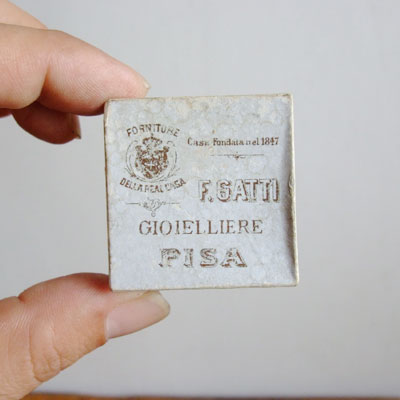 FORNITURE
DELLA REAL CASA
Casa Fondata nel 1847
F. GATTI
GIOIELLIERE
PISA